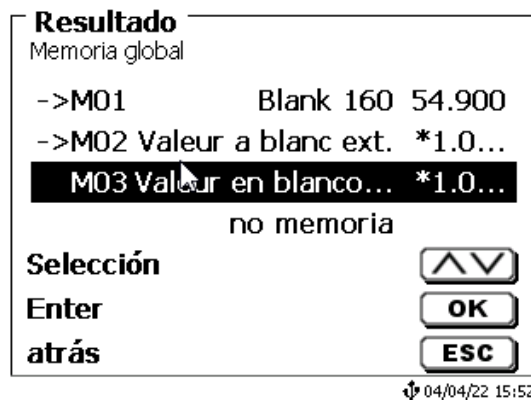 Resultado
Memoria global
->M01 Blank 160 54.900
->M02 Valeur a blanc ext. *1.0...
M03 Valeur en blanco... *1.0...
no memoria
Selección
Enter OK
atrás ESC
04/04/22 15:52